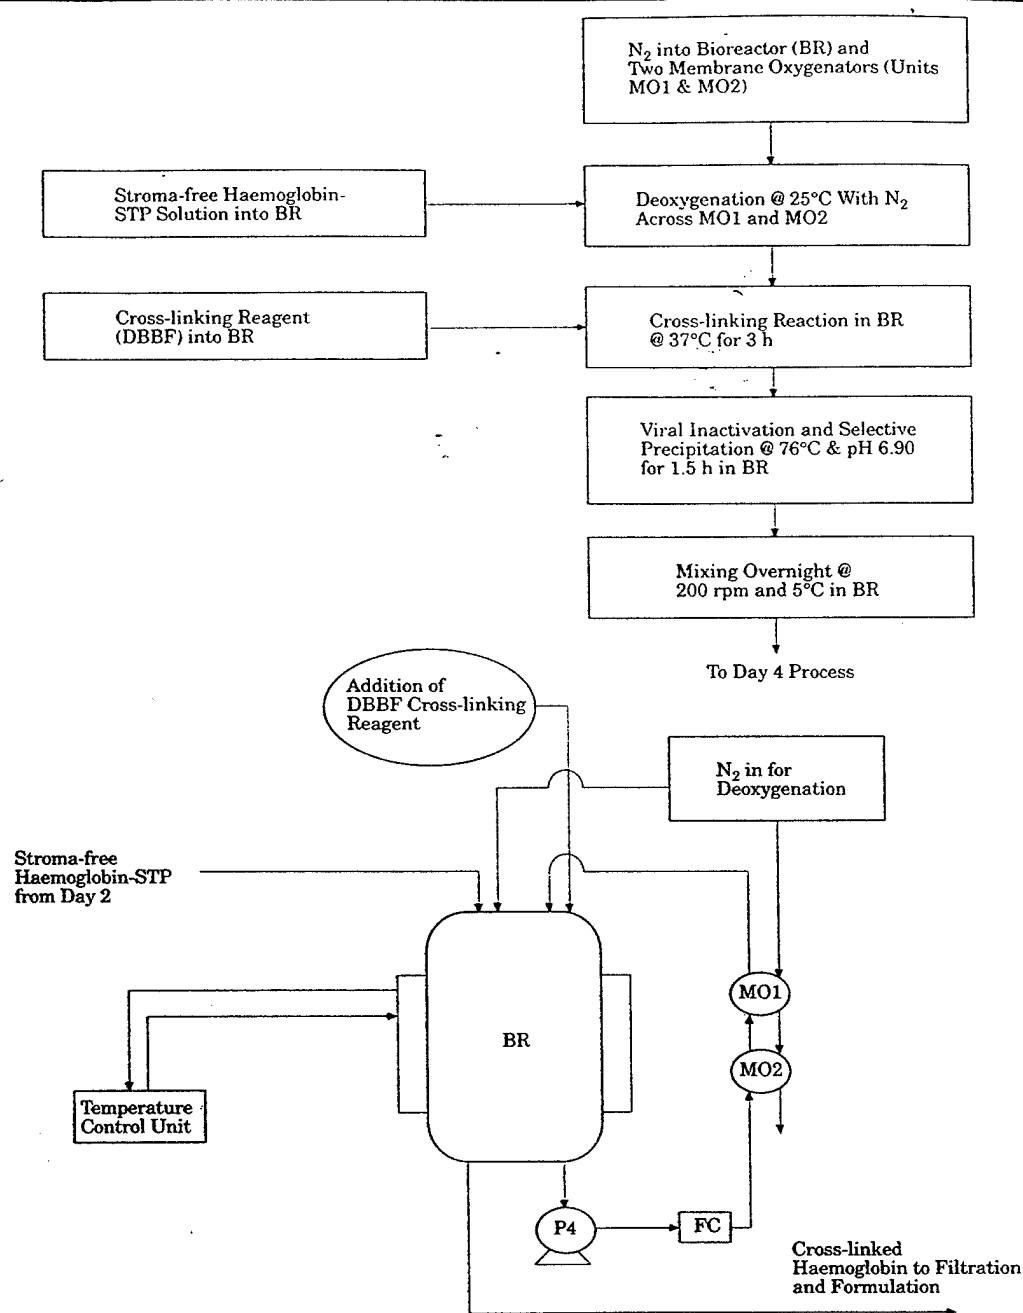 N2 into Bioreactor (BR) and
Two Membrane Oxygenators (Units
MO1 & MO2)
Stroma-free Haemoglobin-
STP Solution into BR
Deoxygenation @ 25°C With N2
Across MO1 and MO2
Cross-linking Reagent
(DBBF) into BR
Cross-linking Reaction in BR
@ 37°C for 3 h
Viral Inactivation and Selective
Precipitation @ 76°C & pH 6.90
for 1.5 h in BR
Mixing Overnight @
200 rpm and 5°C in BR
To Day 4 Process
Addition of
DBBF Cross-linking
Reagent
N2 in for
Deoxygenation
Stroma-free
Haemoglobin-STP
from Day 2
MO1
BR
MO2
Temperature
Control Unit
P4
FC
Cross-linked
Haemoglobin to Filtration
and Formulation